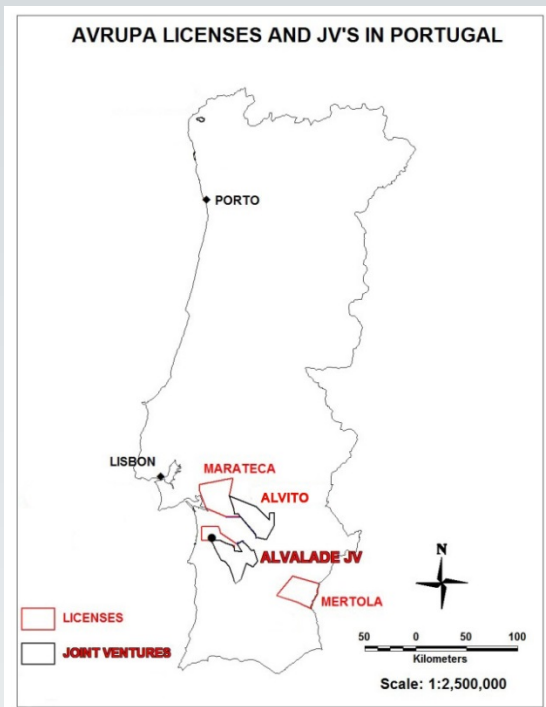 AVRUPA LICENSES AND JV'S IN PORTUGAL
PORTO
LISBON
MARATECA
ALVITO
ALVALADE JV
MERTOLA
N
LICENSES
JOINT VENTURES
50 0 50 100
Kilometers
Scale: 1:2,500,000